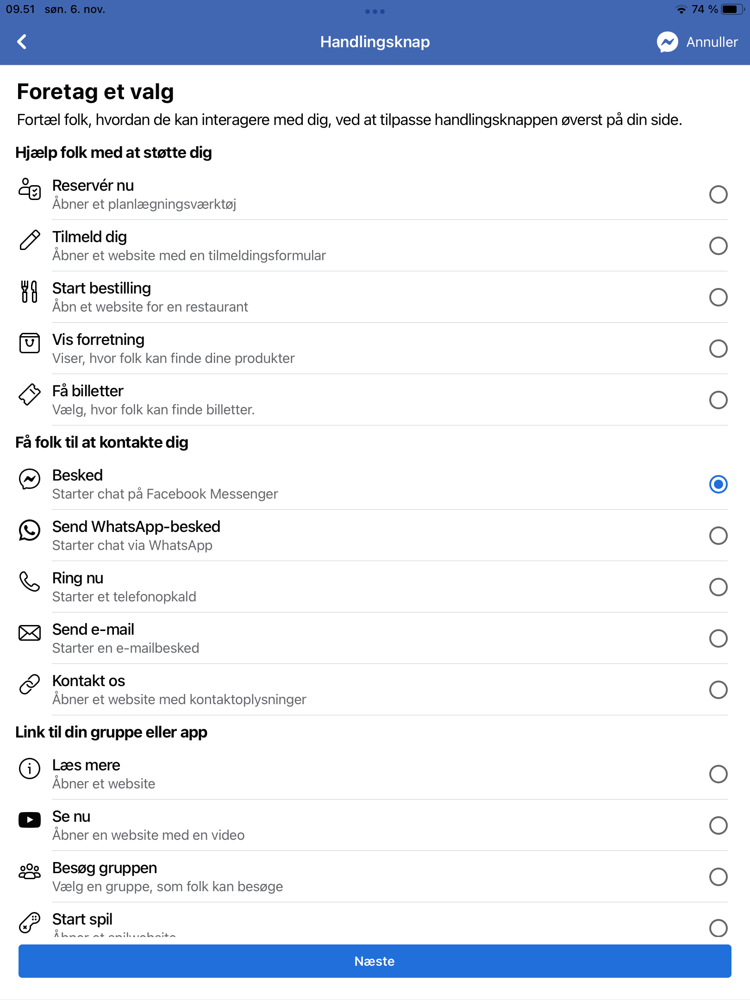 09.51 søn. 6. nov.
74 %
Handlingsknap
Annuller
Foretag et valg
Fortæl folk, hvordan de kan interagere med dig, ved at tilpasse handlingsknappen øverst på din side.
Hjælp folk med at støtte dig
Reservér nu
Åbner et planlægningsværktøj
Tilmeld dig
Åbner et website med en tilmeldingsformular
Start bestilling
Åbn et website for en restaurant
Vis forretning
Viser, hvor folk kan finde dine produkter
Få billetter
Vælg, hvor folk kan finde billetter.
Få folk til at kontakte dig
Besked
Starter chat på Facebook Messenger
Send WhatsApp-besked
Starter chat via WhatsApp
Ring nu
Starter et telefonopkald
Send e-mail
Starter en e-mailbesked
Kontakt os
Åbner et website med kontaktoplysninger
Link til din gruppe eller app
Læs mere
Åbner et website
Se nu
Åbner en website med en video
Besøg gruppen
Vælg en gruppe, som folk kan besøge
Start spil
Åbner et spilwebsite
Næste